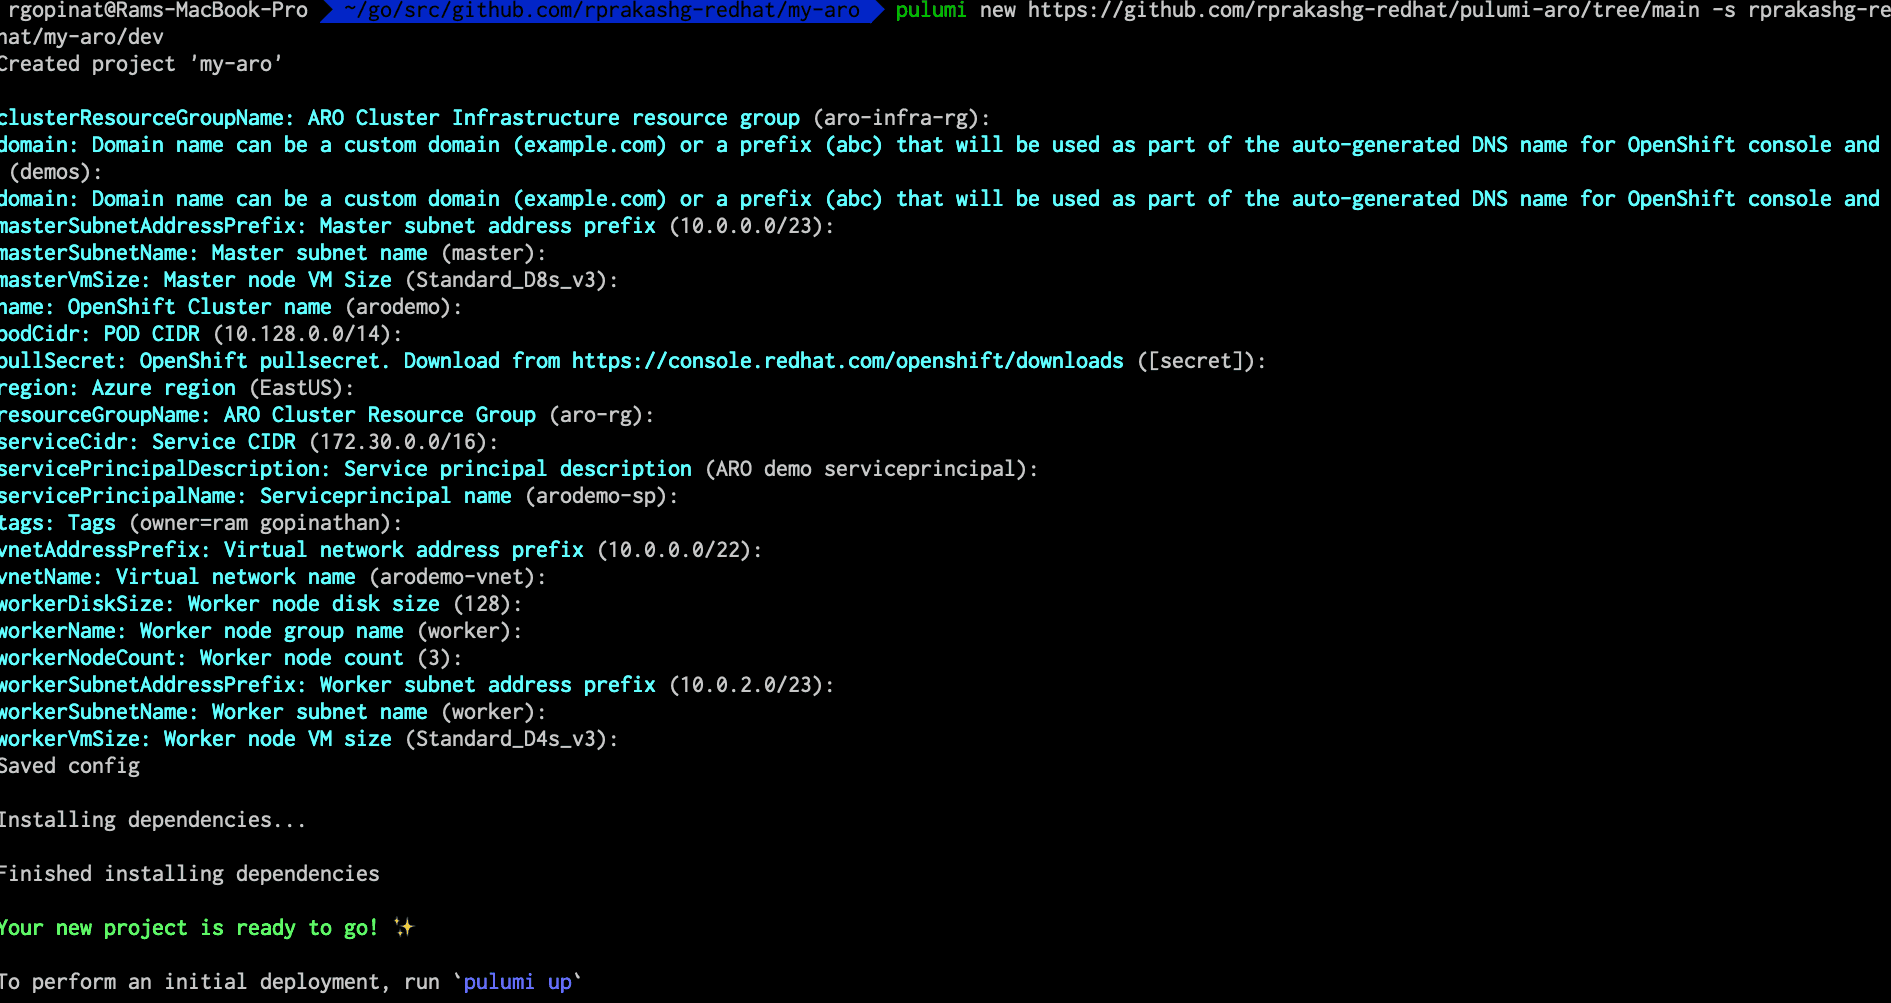 rgopinat@Rams-MacBook-Pro ~/go/src/github.com/rprakashg-redhat/my-aro pulumi new https://github.com/rprakashg-redhat/pulumi-aro/tree/main -s rprakashg-re
hat/my-aro/dev
Created project 'my-aro'
clusterResourceGroupName: ARO Cluster Infrastructure resource group (aro-infra-rg):
domain: Domain name can be a custom domain (example.com) or a prefix (abc) that will be used as part of the auto-generated DNS name for OpenShift console and
(demos):
domain: Domain name can be a custom domain (example.com) or a prefix (abc) that will be used as part of the auto-generated DNS name for OpenShift console and
masterSubnetAddressPrefix: Master subnet address prefix (10.0.0.0/23):
masterSubnetName: Master subnet name (master):
masterVmSize: Master node VM Size (Standard_D8s_v3):
name: OpenShift Cluster name (arodemo):
podCidr: POD CIDR (10.128.0.0/14):
pullSecret: OpenShift pullsecret. Download from https://console.redhat.com/openshift/downloads ([secret]):
region: Azure region (EastUS):
resourceGroupName: ARO Cluster Resource Group (aro-rg):
serviceCidr: Service CIDR (172.30.0.0/16):
servicePrincipalDescription: Service principal description (ARO demo serviceprincipal):
servicePrincipalName: Serviceprincipal name (arodemo-sp):
tags: Tags (owner=ram gopinathan):
vnetAddressPrefix: Virtual network address prefix (10.0.0.0/22):
vnetName: Virtual network name (arodemo-vnet):
workerDiskSize: Worker node disk size (128):
workerName: Worker node group name (worker):
workerNodeCount: Worker node count (3):
workerSubnetAddressPrefix: Worker subnet address prefix (10.0.2.0/23):
workerSubnetName: Worker subnet name (worker):
workerVmSize: Worker node VM size (Standard_D4s_v3):
Saved config
Installing dependencies...
Finished installing dependencies
Your new project is ready to go! ✨
To perform an initial deployment, run `pulumi up`